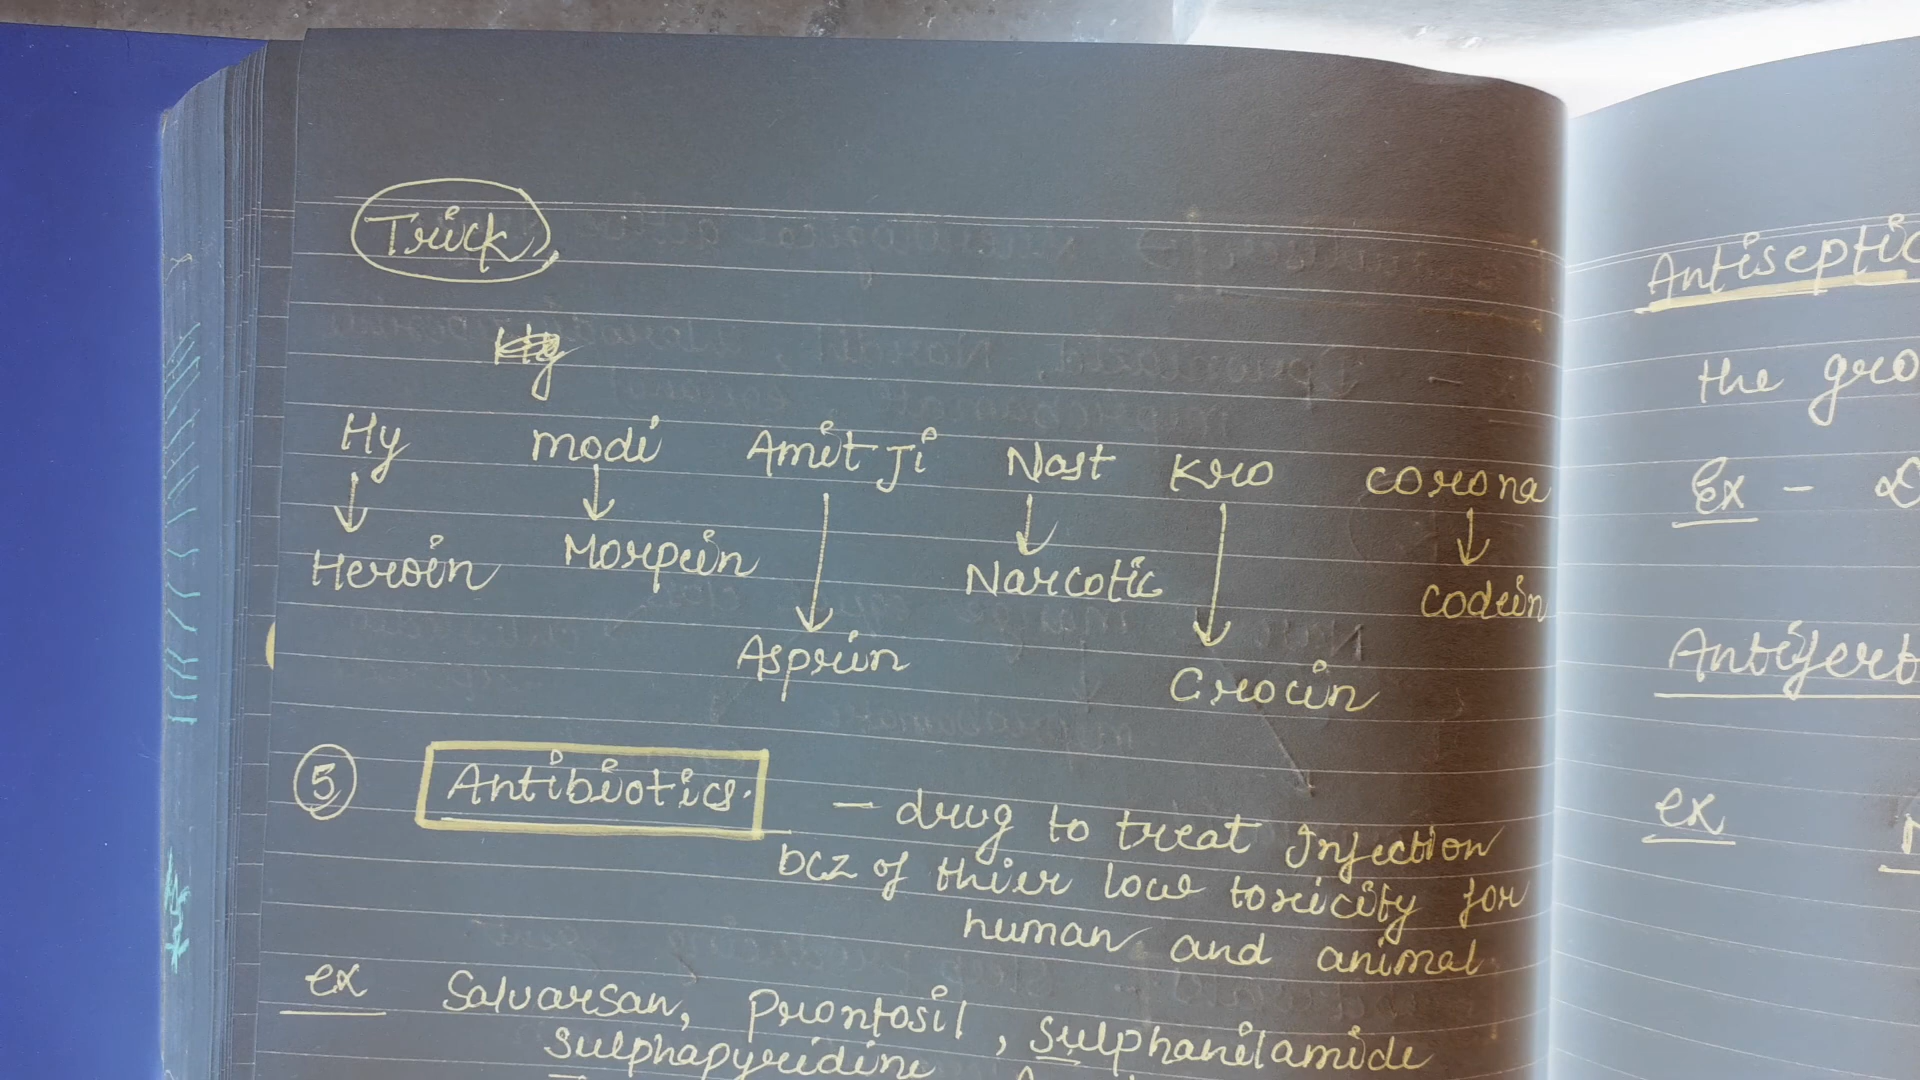 Trick
Hy modi Amit Ji Nast Kro corona
Heroin Morpein Narcotic codein
Asprin Crocin
5 Antibiotics. – drug to treat Infection
bcz of thier low toxicity for
human and animal
ex Salvarsan, Prontosil, Sulphanilamide
Sulphapyridine
Antiseptic
the gro
Ex -
Antifert
ex